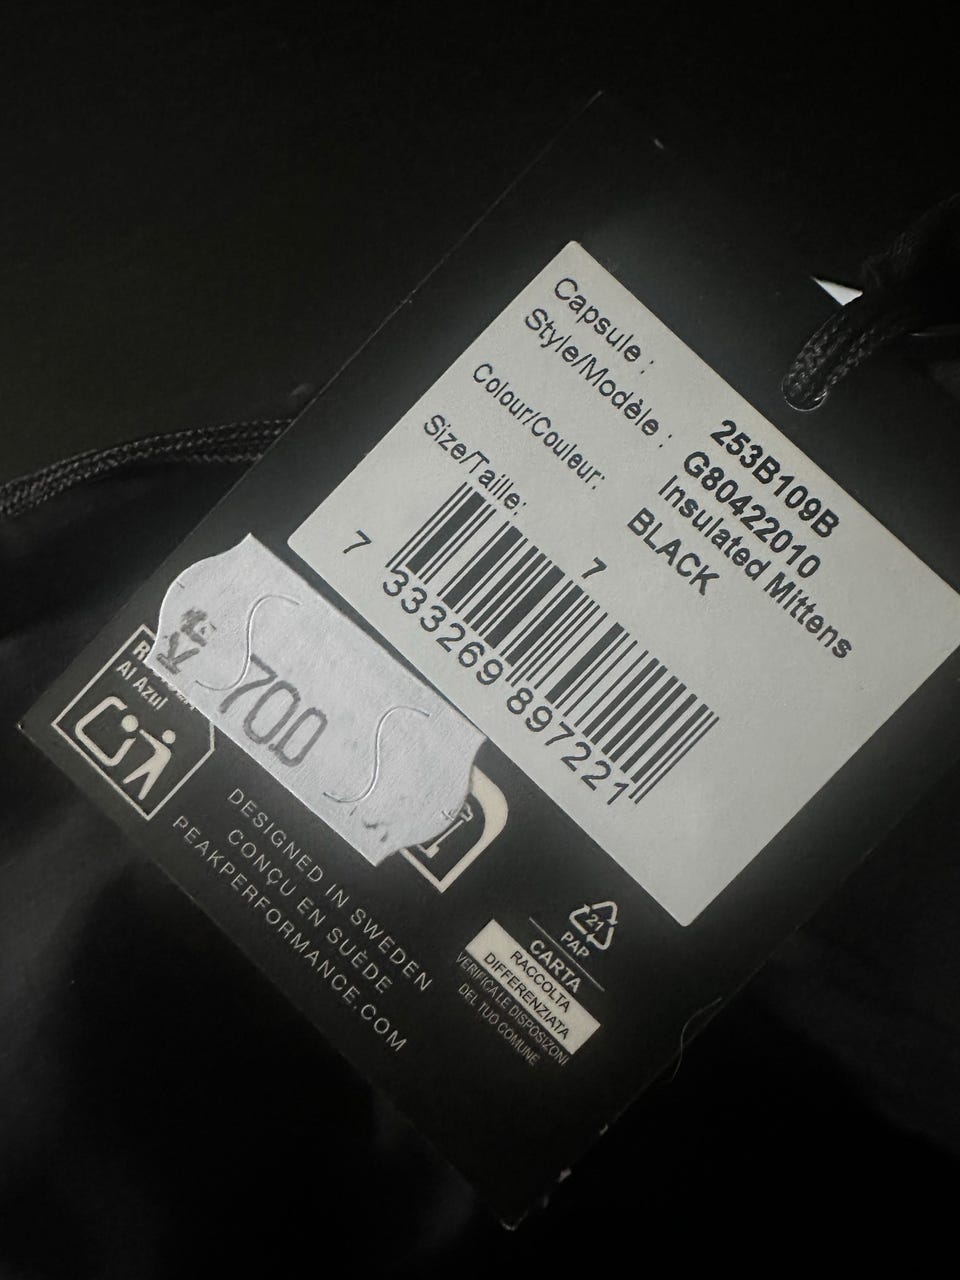 Capsule : 253B109B
Style/Modèle : G80422010
Insulated Mittens
Colour/Couleur: BLACK
Size/Taille: 7
7 333269 897221
700
Al Azul
DESIGNED IN SWEDEN
CONÇU EN SUÈDE
PEAKPERFORMANCE.COM
21
PAP
CARTA
RACCOLTA
DIFFERENZIATA
VERIFICA LE DISPOSIZONI
DEL TUO COMUNE